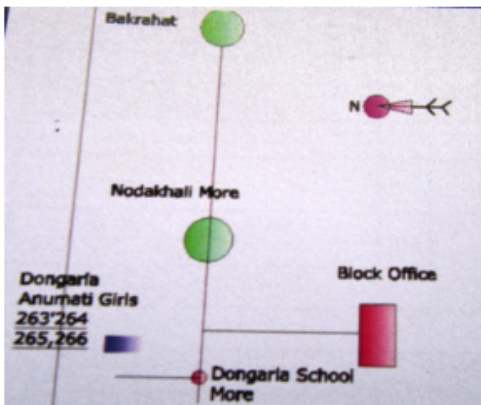 Bakrahat
N
Nodakhali More
Block Office
Dongaria
Anumati Girls
263'264
265,266
Dongaria School
More